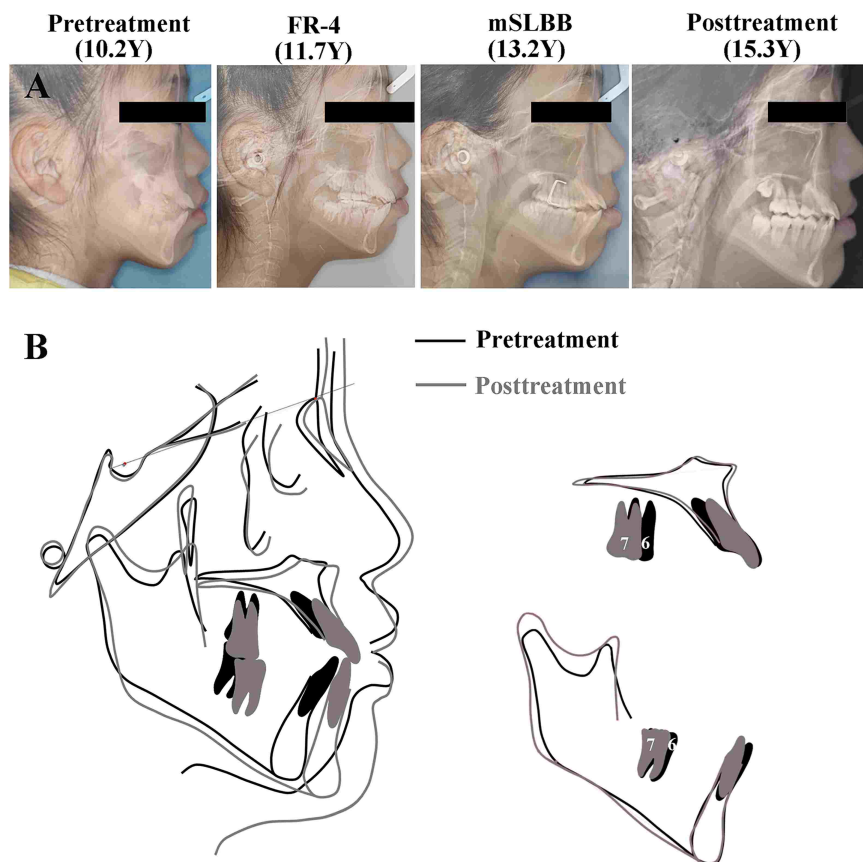 Pretreatment FR-4 mSLBB Posttreatment
(10.2Y) (11.7Y) (13.2Y) (15.3Y)
A
B
Pretreatment
Posttreatment
7 6
7 6